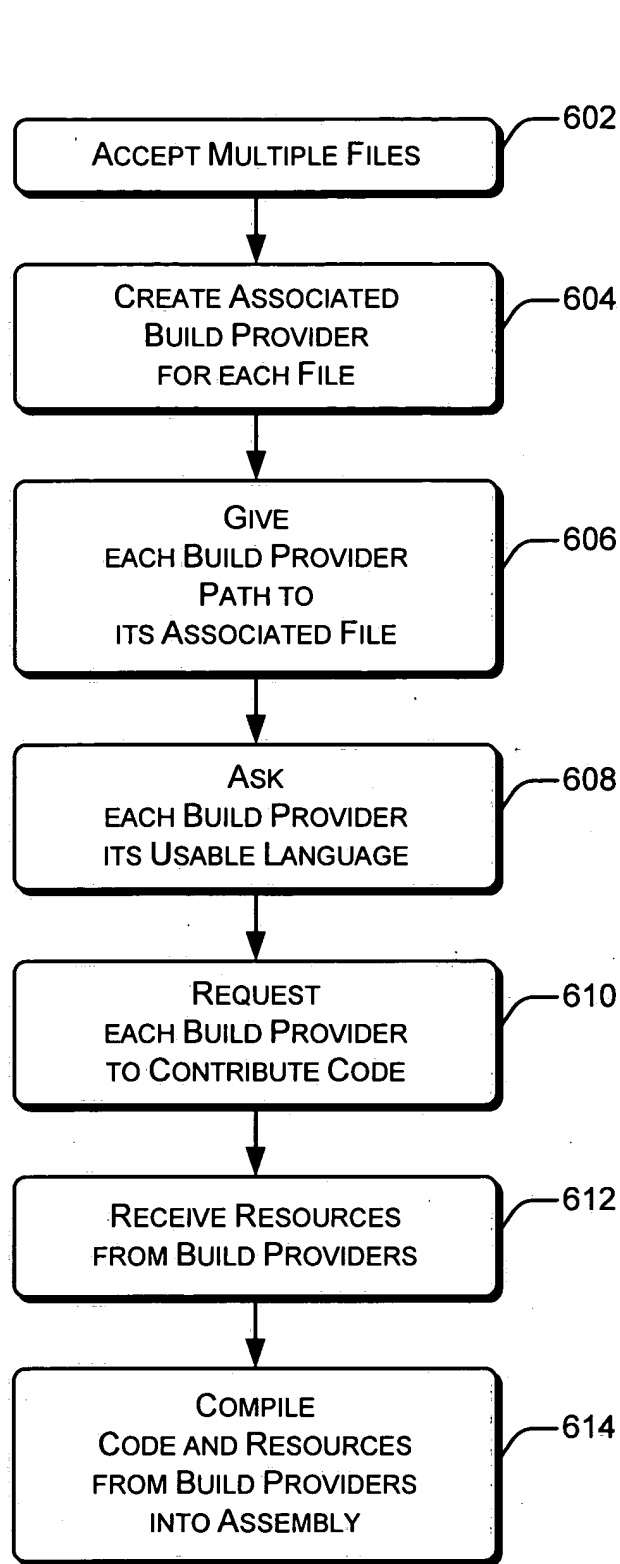 ACCEPT MULTIPLE FILES
602
CREATE ASSOCIATED
BUILD PROVIDER
FOR EACH FILE
604
GIVE
EACH BUILD PROVIDER
PATH TO
ITS ASSOCIATED FILE
606
ASK
EACH BUILD PROVIDER
ITS USABLE LANGUAGE
608
REQUEST
EACH BUILD PROVIDER
TO CONTRIBUTE CODE
610
RECEIVE RESOURCES
FROM BUILD PROVIDERS
612
COMPILE
CODE AND RESOURCES
FROM BUILD PROVIDERS
INTO ASSEMBLY
614